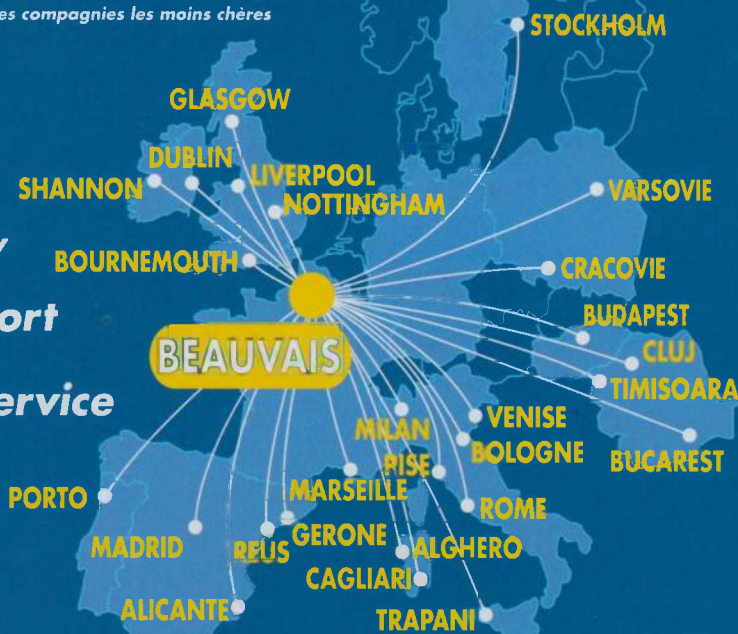 es compagnies les moins chères
STOCKHOLM
GLASGOW
DUBLIN
LIVERPOOL
SHANNON
NOTTINGHAM
VARSOVIE
BOURNEMOUTH
CRACOVIE
ort
BUDAPEST
BEAUVAIS
CLUJ
TIMISOARA
ervice
VENISE
MILAN
BOLOGNE
PISE
BUCAREST
MARSEILLE
PORTO
ROME
GERONE
MADRID
REUS
ALGHERO
CAGLIARI
ALICANTE
TRAPANI